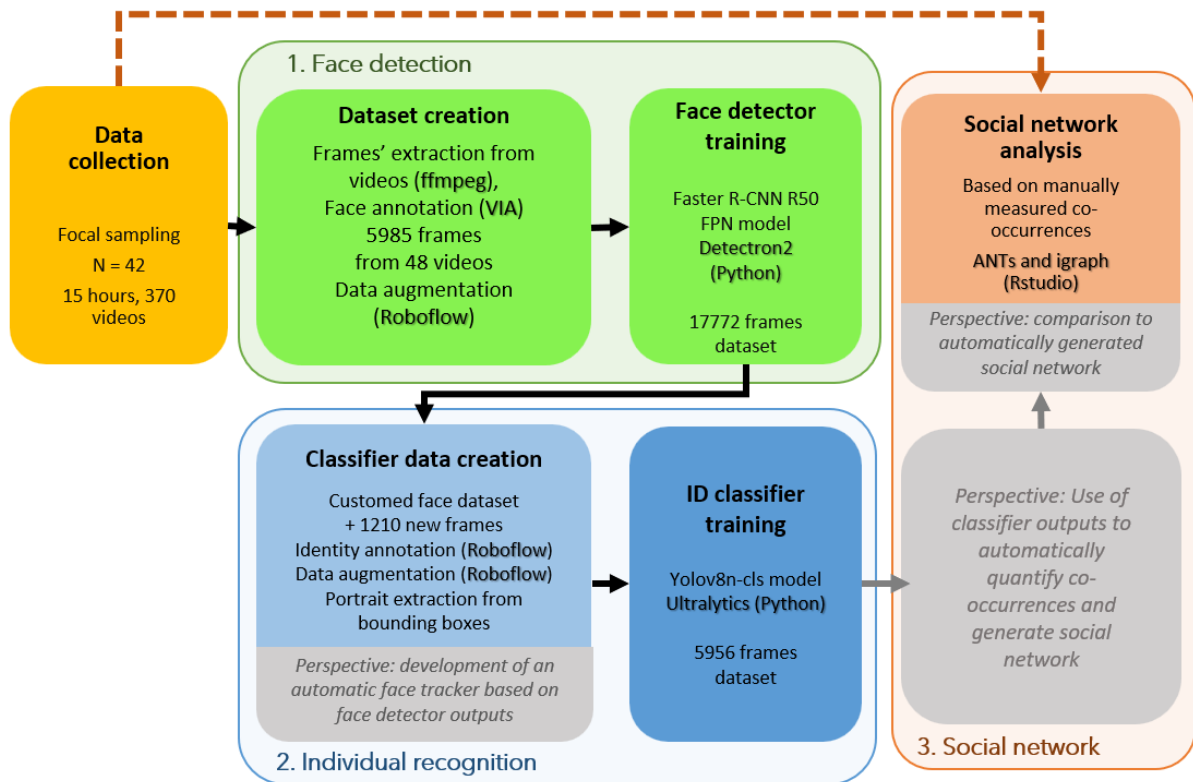 Data
collection
Focal sampling
N = 42
15 hours, 370
videos
1. Face detection
Dataset creation
Frames’ extraction from
videos (ffmpeg),
Face annotation (VIA)
5985 frames
from 48 videos
Data augmentation
(Roboflow)
Face detector
training
Faster R-CNN R50
FPN model
Detectron2
(Python)
17772 frames
dataset
Classifier data creation
Customed face dataset
+ 1210 new frames
Identity annotation (Roboflow)
Data augmentation (Roboflow)
Portrait extraction from
bounding boxes
Perspective: development of an
automatic face tracker based on
face detector outputs
ID classifier
training
Yolov8n-cls model
Ultralytics (Python)
5956 frames
dataset
2. Individual recognition
Social network
analysis
Based on manually
measured co-
occurrences
ANTs and igraph
(Rstudio)
Perspective: comparison to
automatically generated
social network
Perspective: Use of
classifier outputs to
automatically
quantify co-
occurrences and
generate social
network
3. Social network